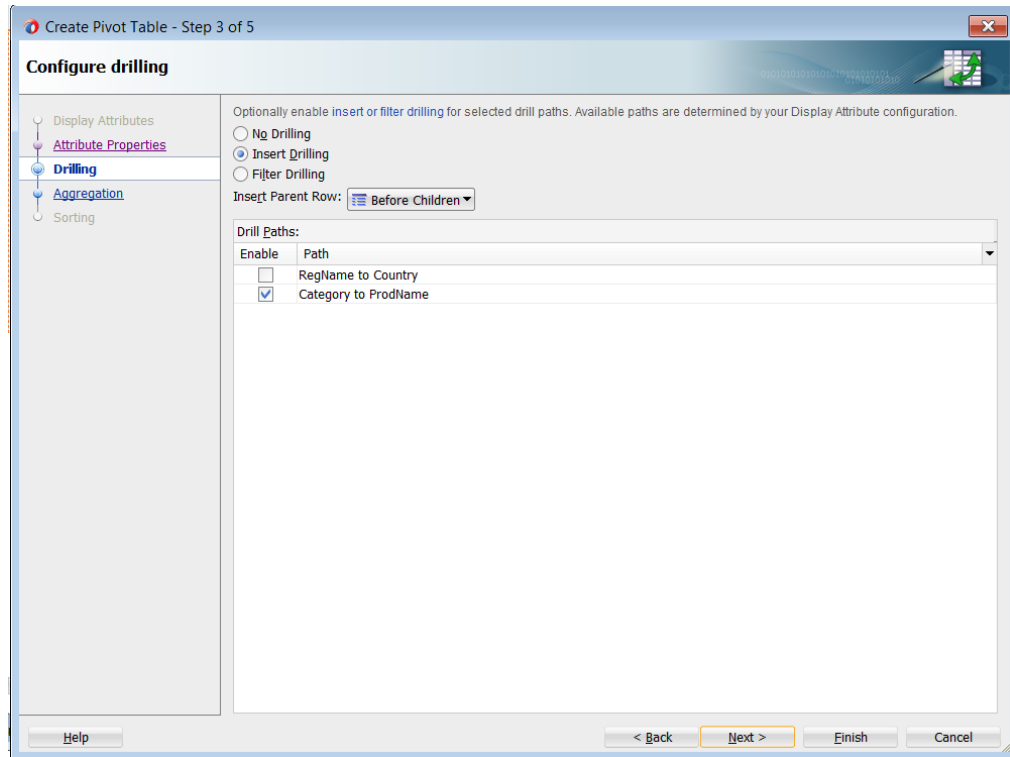 Create Pivot Table - Step 3 of 5
Configure drilling
Display Attributes
Attribute Properties
Drilling
Aggregation
Sorting
Optionally enable insert or filter drilling for selected drill paths. Available paths are determined by your Display Attribute configuration.
No Drilling
Insert Drilling
Filter Drilling
Insert Parent Row: Before Children
Drill Paths:
Enable Path
RegName to Country
Category to ProdName
Help < Back Next > Finish Cancel